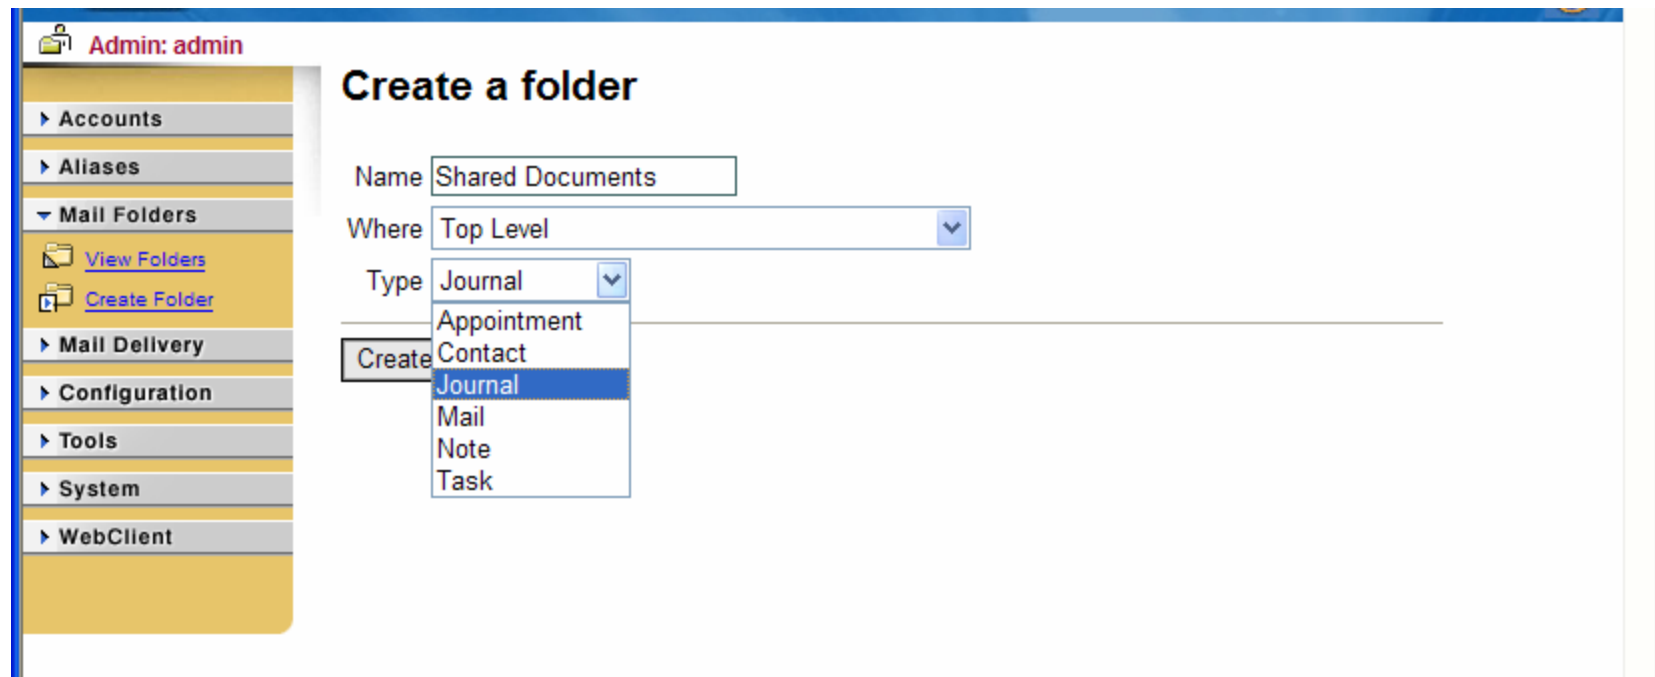 Admin: admin
Accounts
Aliases
Mail Folders
View Folders
Create Folder
Mail Delivery
Configuration
Tools
System
WebClient
Create a folder
Name Shared Documents
Where Top Level
Type Journal
Appointment
Contact
Journal
Mail
Note
Task
Create